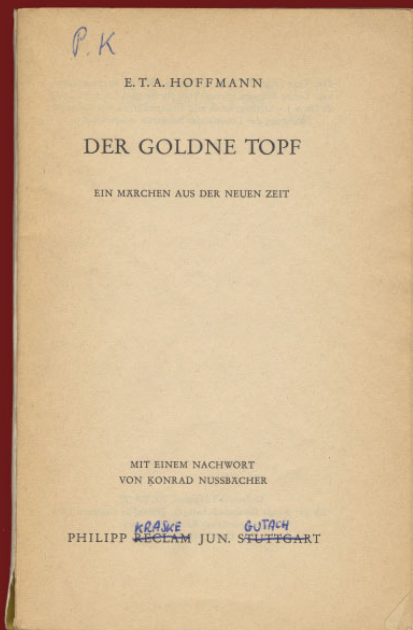 P. K
E. T. A. HOFFMANN
DER GOLDNE TOPF
EIN MÄRCHEN AUS DER NEUEN ZEIT
MIT EINEM NACHWORT
VON KONRAD NUSSBÄCHER
KRASKE GUTACH
PHILIPP RECLAM JUN. STUTTGART